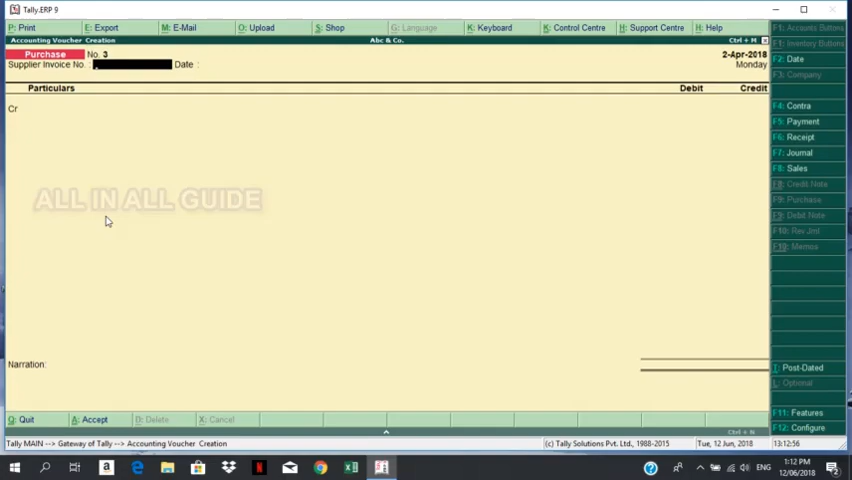 Tally.ERP 9
P: Print E: Export M: E-Mail O: Upload S: Shop G: Language K: Keyboard K: Control Centre H: Support Centre H: Help
Accounting Voucher Creation Abc & Co. Ctrl + M
Purchase No. 3 2-Apr-2018
Supplier Invoice No. : Date : Monday
Particulars Debit Credit
Cr
ALL IN ALL GUIDE
Narration:
F1: Accounts Buttons
F1: Inventory Buttons
F2: Date
F3: Company
F4: Contra
F5: Payment
F6: Receipt
F7: Journal
F8: Sales
F8: Credit Note
F9: Purchase
F9: Debit Note
F10: Rev Jrnl
F10: Memos
I: Post-Dated
L: Optional
F11: Features
F12: Configure
Q: Quit A: Accept D: Delete X: Cancel
Ctrl + N
Tally MAIN --> Gateway of Tally --> Accounting Voucher Creation (c) Tally Solutions Pvt. Ltd., 1988-2015 Tue, 12 Jun, 2018 13:12:56
ENG 1:12 PM
12/06/2018 2